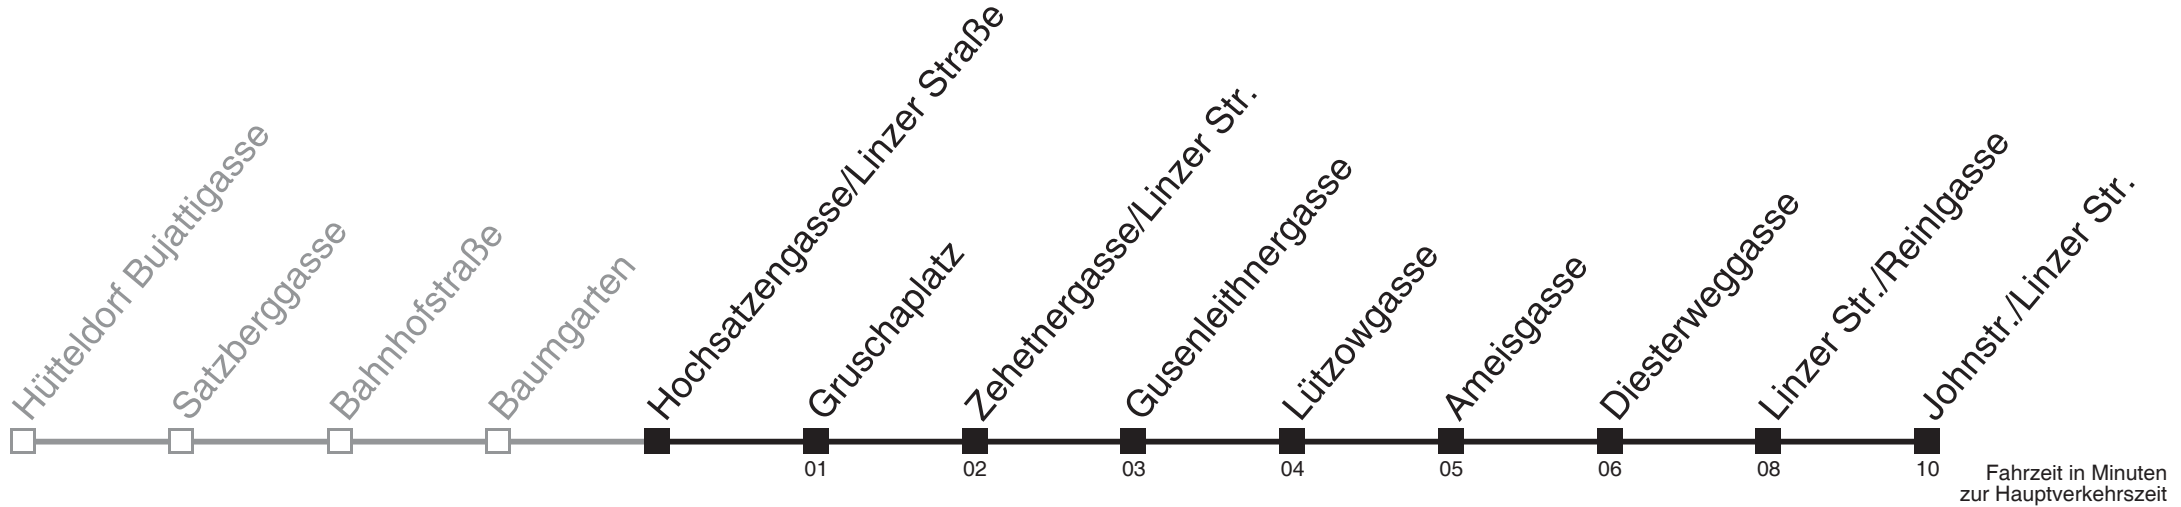 Hütteldorf Bujattigasse
Satzberggasse
Bahnhofstraße
Baumgarten
Hochsatzengasse/Linzer Straße
Gruschaplatz
Zehetnergasse/Linzer Str.
Gusenleithnergasse
Lützowgasse
Ameisgasse
Diesterweggasse
Linzer Str./Reinlgasse
Johnstr./Linzer Str.
01
02
03
04
05
06
08
10
Fahrzeit in Minuten
zur Hauptverkehrszeit